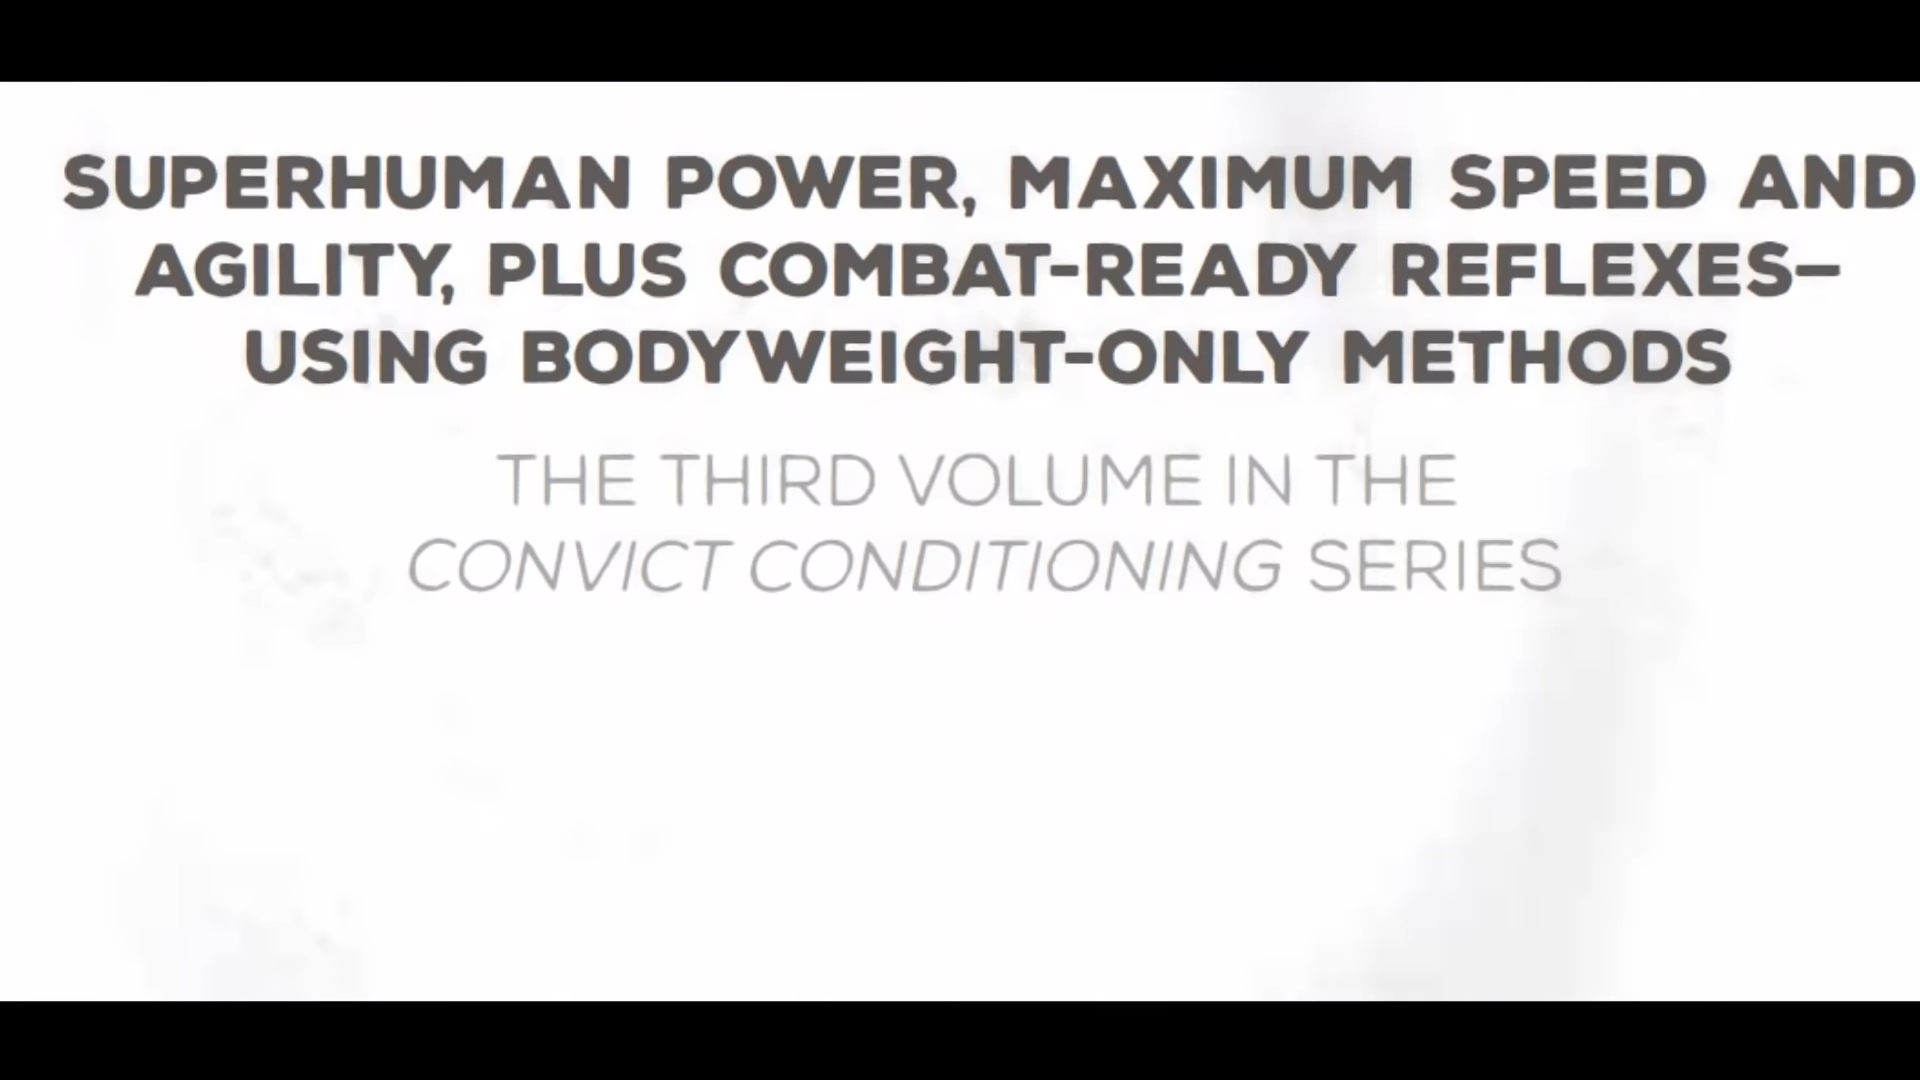 SUPERHUMAN POWER, MAXIMUM SPEED AND
AGILITY, PLUS COMBAT-READY REFLEXES—
USING BODYWEIGHT-ONLY METHODS
THE THIRD VOLUME IN THE
CONVICT CONDITIONING SERIES